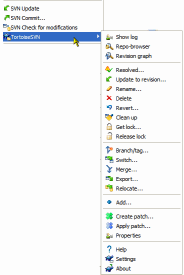 SVN Update
SVN Commit...
SVN Check for modifications
TortoiseSVN
Show log
Repo-browser
Revision graph
Resolved...
Update to revision...
Rename...
Delete
Revert...
Clean up
Get lock...
Release lock
Branch/tag...
Switch...
Merge...
Export...
Relocate...
Add...
Create patch...
Apply patch...
Properties
Help
Settings
About